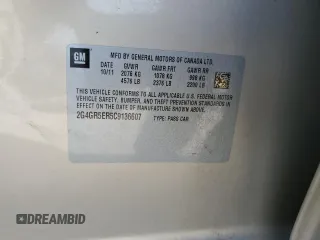 GM
MFD BY GENERAL MOTORS OF CANADA LTD.
DATE GVWR GAWR FRT GAWR RR
10/11 2076 KG 1078 KG 998 KG
4576 LB 2376 LB 2200 LB
THIS VEHICLE CONFORMS TO ALL APPLICABLE U.S.
FEDERAL MOTOR VEHICLE
SAFETY, BUMPER, AND THEFT PREVENTION STANDARDS IN
EFFECT ON THE DATE OF MANUFACTURE SHOWN ABOVE.
2G4GR5ER5C9136607 TYPE: PASS CAR
DREAMBID
.COM